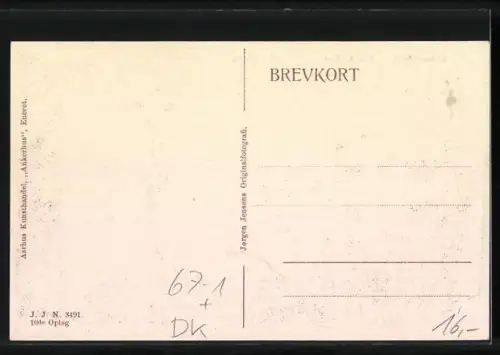 BREVKORT
Aarhus Kunsthandel, „Ankerhus“, Eneret.
Jørgen Jensens Originalfotografi.
J. J. N. 3491.
10de Oplag
67-1
+
DK
16,-